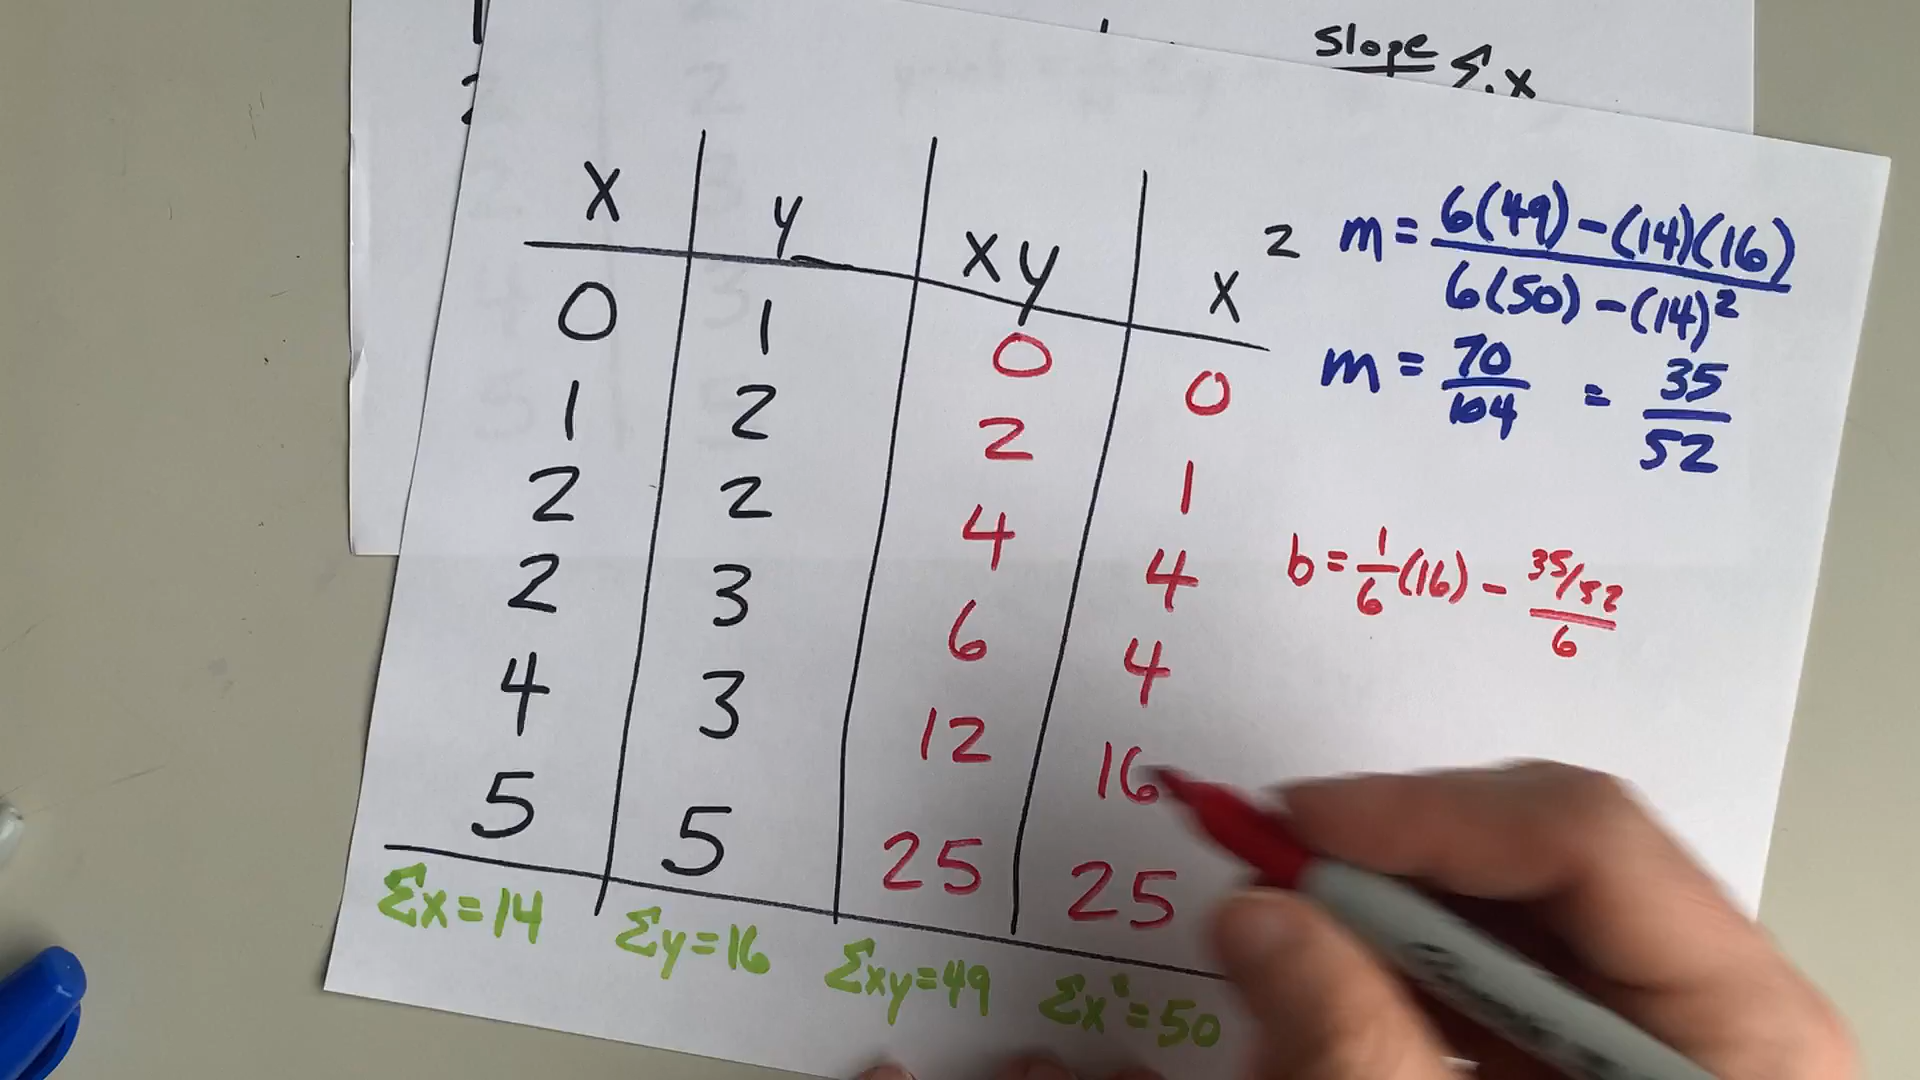 slope
Σx
x y xy x²
0 1 0 0
1 2 2 1
2 2 4 4
2 3 6 4
4 3 12 16
5 5 25 25
Σx=14 Σy=16 Σxy=49 Σx²=50
m = 6(49)-(14)(16) / 6(50)-(14)²
m = 70/104 = 35/52
b = 1/6 (16) - 35/52 / 6